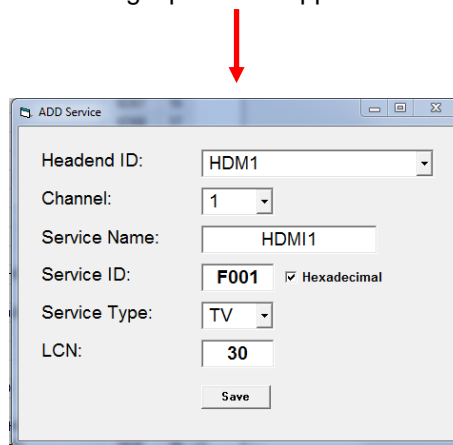 ADD Service
Headend ID: HDM1
Channel: 1
Service Name: HDMI1
Service ID: F001 Hexadecimal
Service Type: TV
LCN: 30
Save